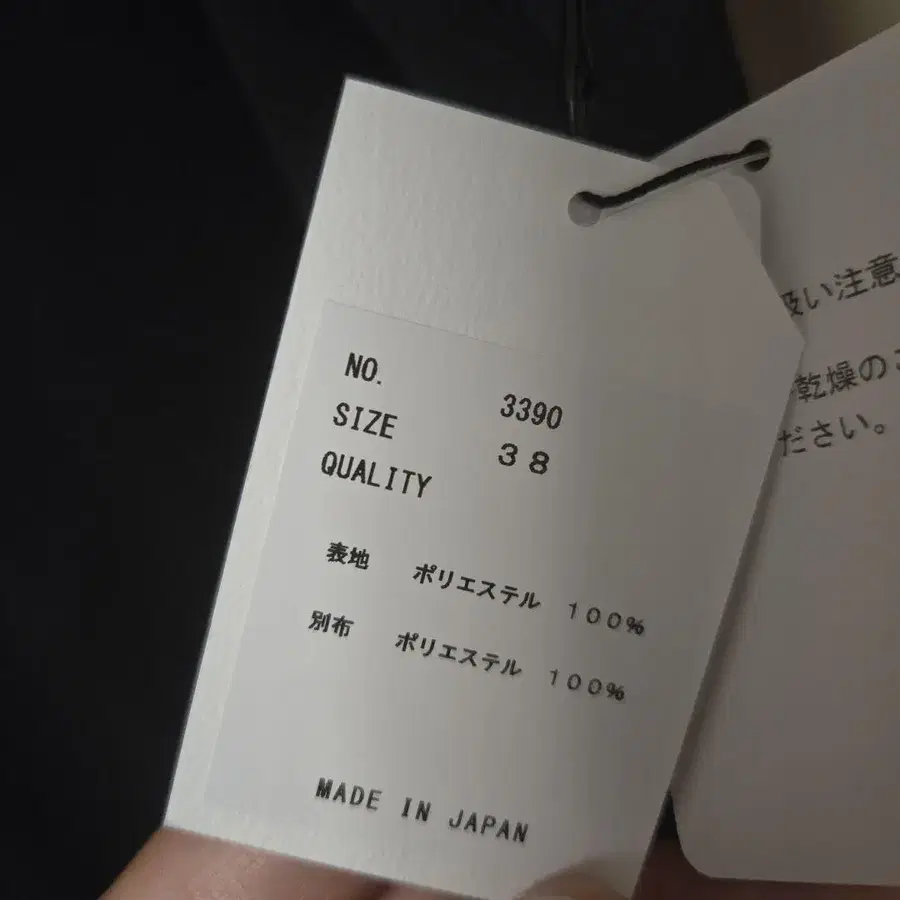 NO. 3390
SIZE 38
QUALITY
表地 ポリエステル 100%
別布 ポリエステル 100%
MADE IN JAPAN
扱い注意
乾燥の
ださい。